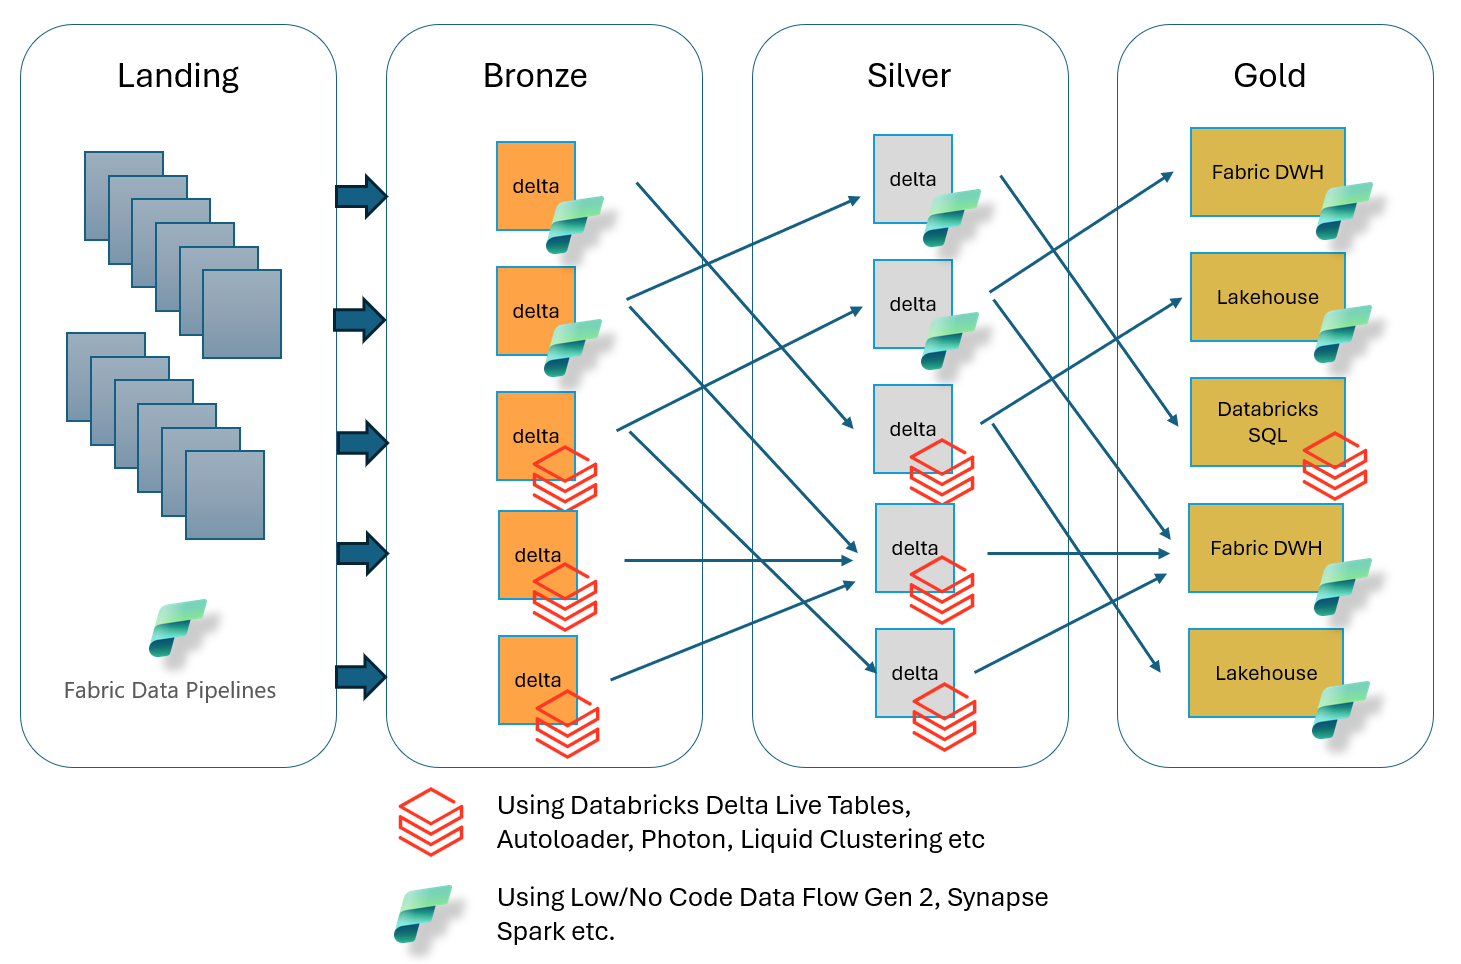 Landing
Bronze
Silver
Gold
delta
delta
delta
delta
delta
delta
delta
delta
delta
delta
Fabric DWH
Lakehouse
Databricks
SQL
Fabric DWH
Lakehouse
Fabric Data Pipelines
Using Databricks Delta Live Tables,
Autoloader, Photon, Liquid Clustering etc
Using Low/No Code Data Flow Gen 2, Synapse
Spark etc.